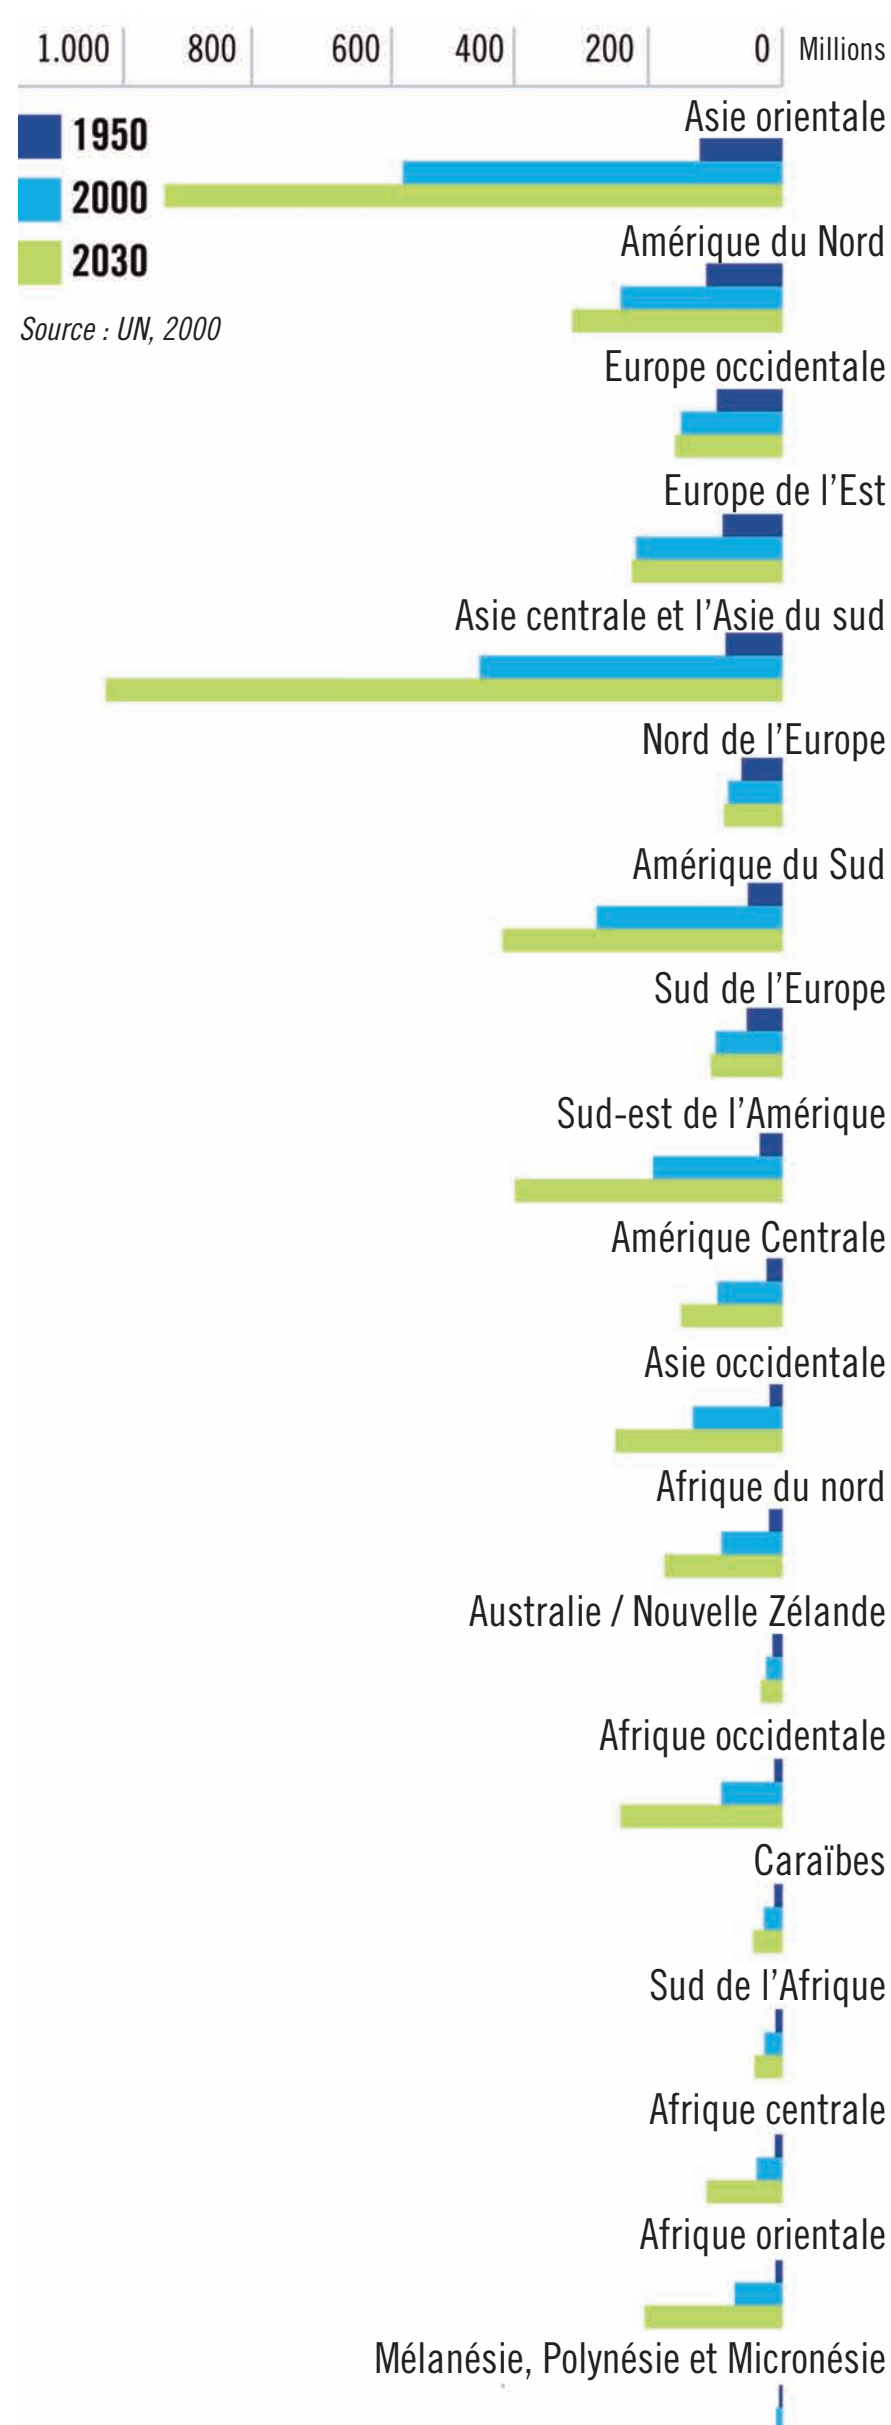 1.000 800 600 400 200 0 Millions
Asie orientale
1950
2000
2030
Source : UN, 2000
Amérique du Nord
Europe occidentale
Europe de l’Est
Asie centrale et l’Asie du sud
Nord de l’Europe
Amérique du Sud
Sud de l’Europe
Sud-est de l’Amérique
Amérique Centrale
Asie occidentale
Afrique du nord
Australie / Nouvelle Zélande
Afrique occidentale
Caraïbes
Sud de l’Afrique
Afrique centrale
Afrique orientale
Mélanésie, Polynésie et Micronésie